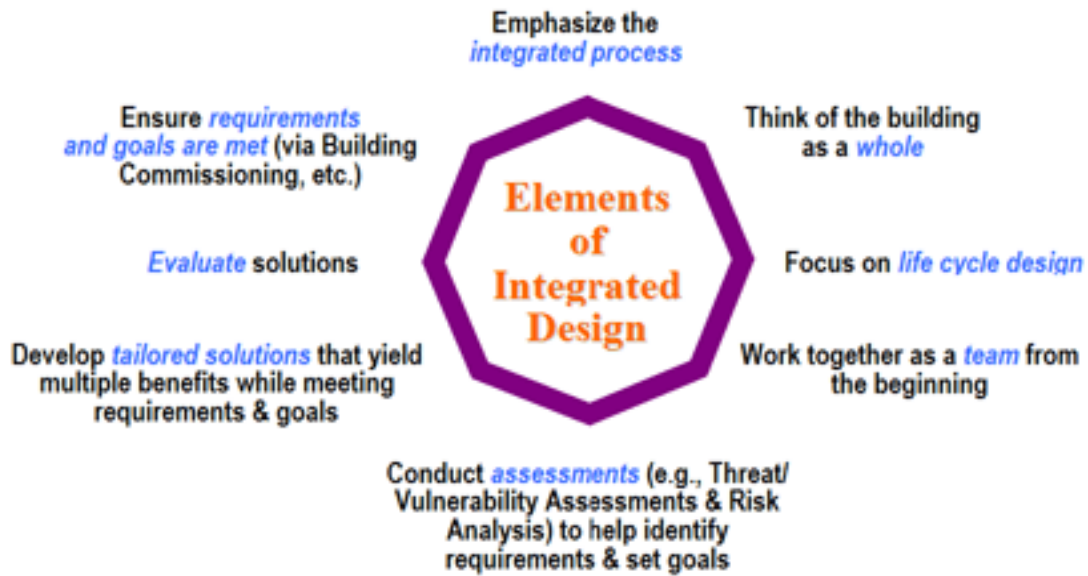 Emphasize the
integrated process
Think of the building
as a whole
Focus on life cycle design
Work together as a team from
the beginning
Conduct assessments (e.g., Threat/
Vulnerability Assessments & Risk
Analysis) to help identify
requirements & set goals
Develop tailored solutions that yield
multiple benefits while meeting
requirements & goals
Evaluate solutions
Ensure requirements
and goals are met (via Building
Commissioning, etc.)
Elements
of
Integrated
Design